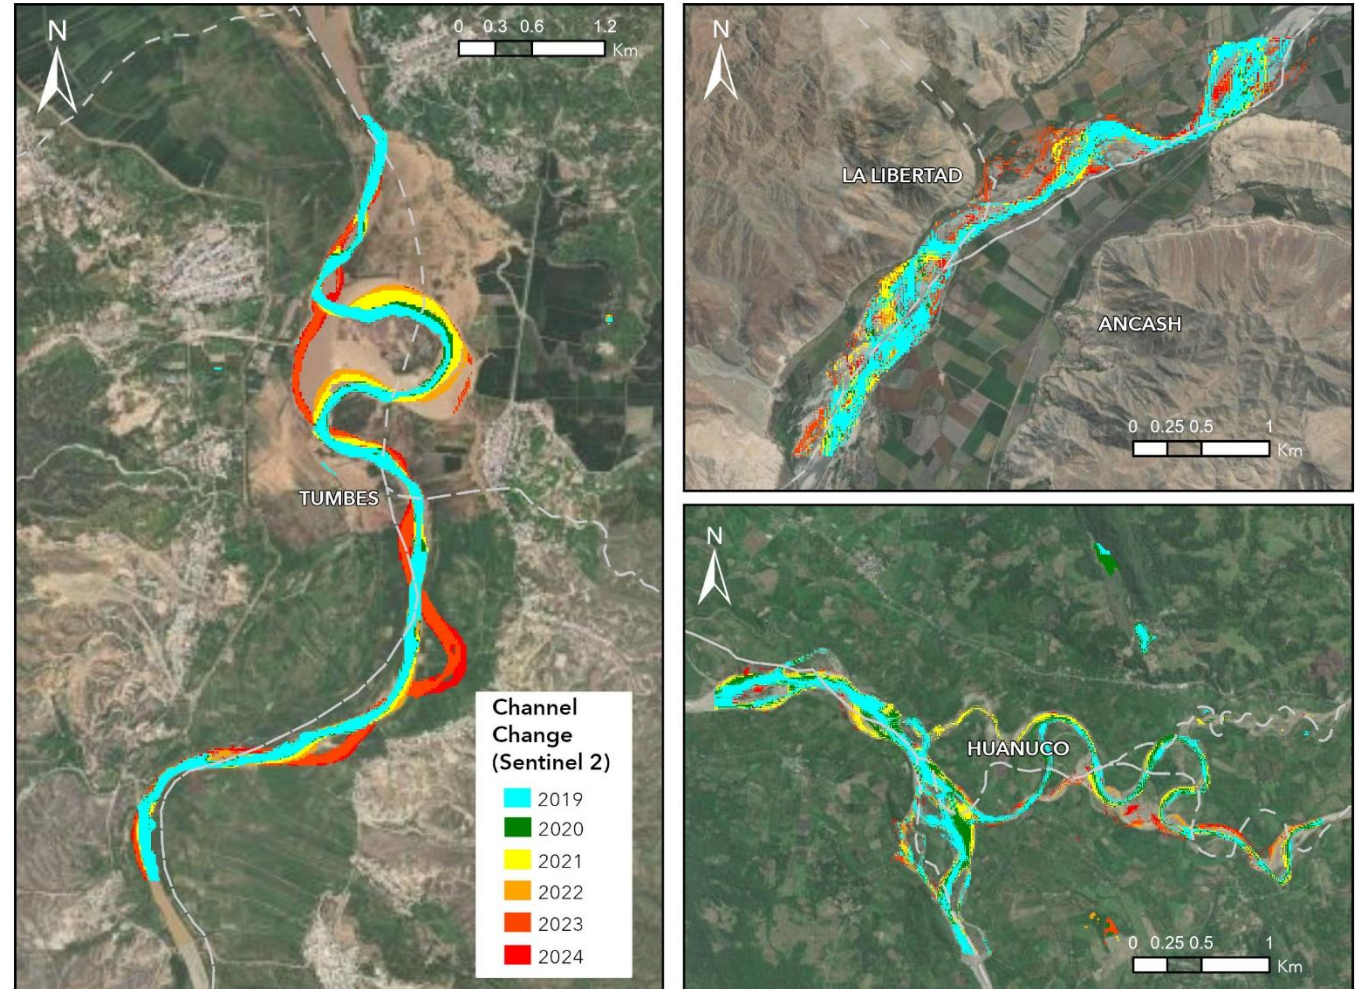 N
0 0.3 0.6 1.2
Km
TUMBES
Channel
Change
(Sentinel 2)
2019
2020
2021
2022
2023
2024
N
LA LIBERTAD
ANCASH
0 0.25 0.5 1
Km
N
HUANUCO
0 0.25 0.5 1
Km